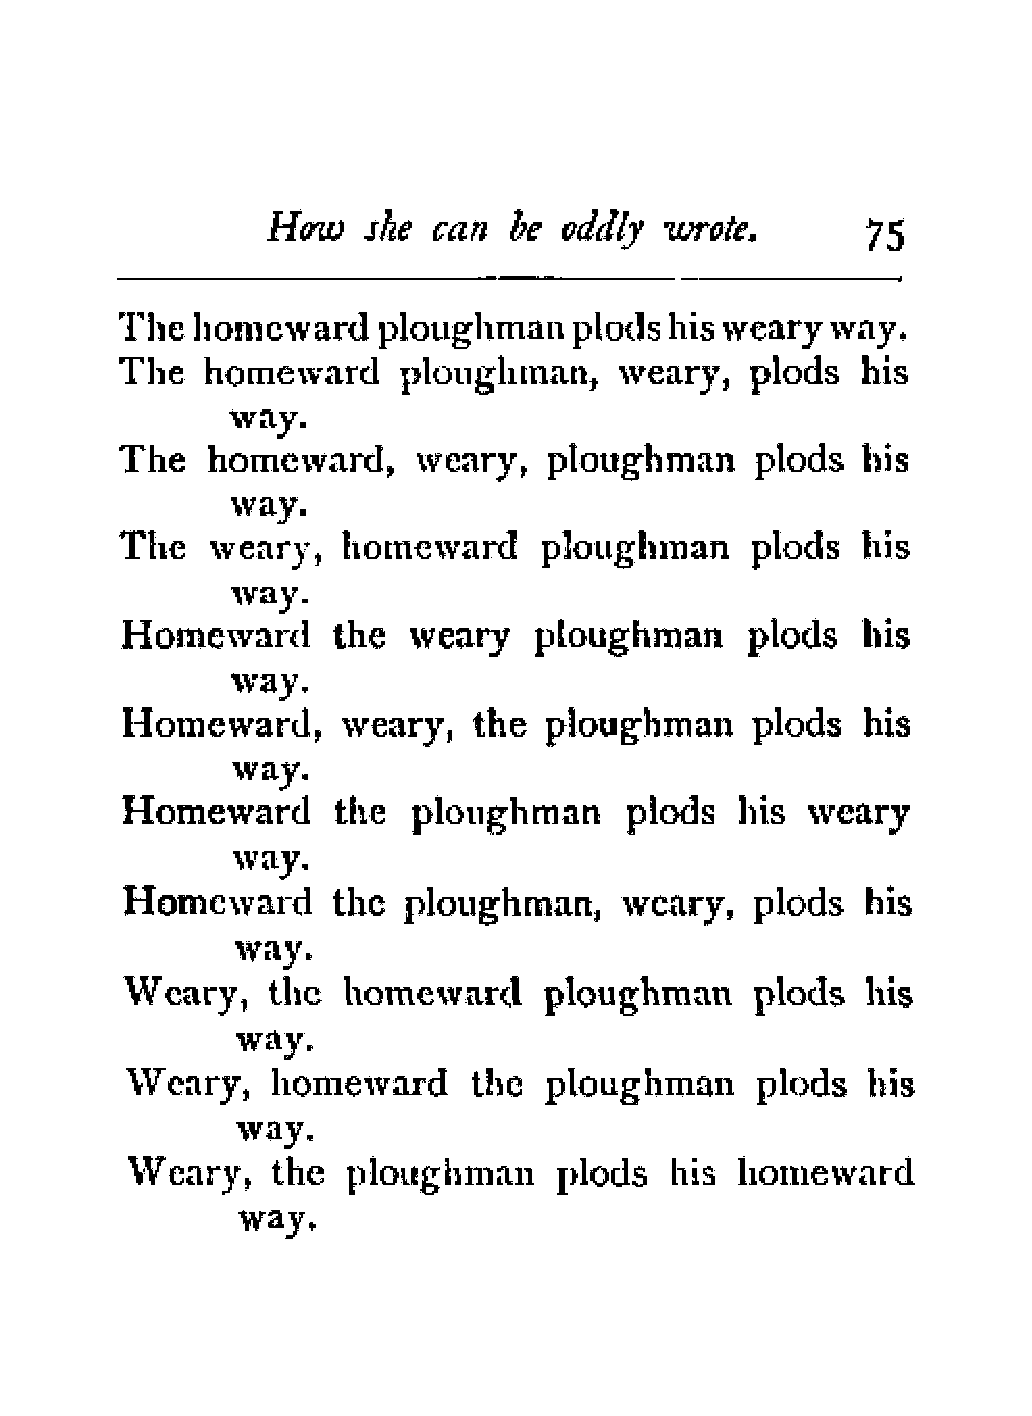 How she can be oddly wrote. 75
The homeward ploughman plods his weary way.
The homeward ploughman, weary, plods his
way.
The homeward, weary, ploughman plods his
way.
The weary, homeward ploughman plods his
way.
Homeward the weary ploughman plods his
way.
Homeward, weary, the ploughman plods his
way.
Homeward the ploughman plods his weary
way.
Homeward the ploughman, weary, plods his
way.
Weary, the homeward ploughman plods his
way.
Weary, homeward the ploughman plods his
way.
Weary, the ploughman plods his homeward
way.